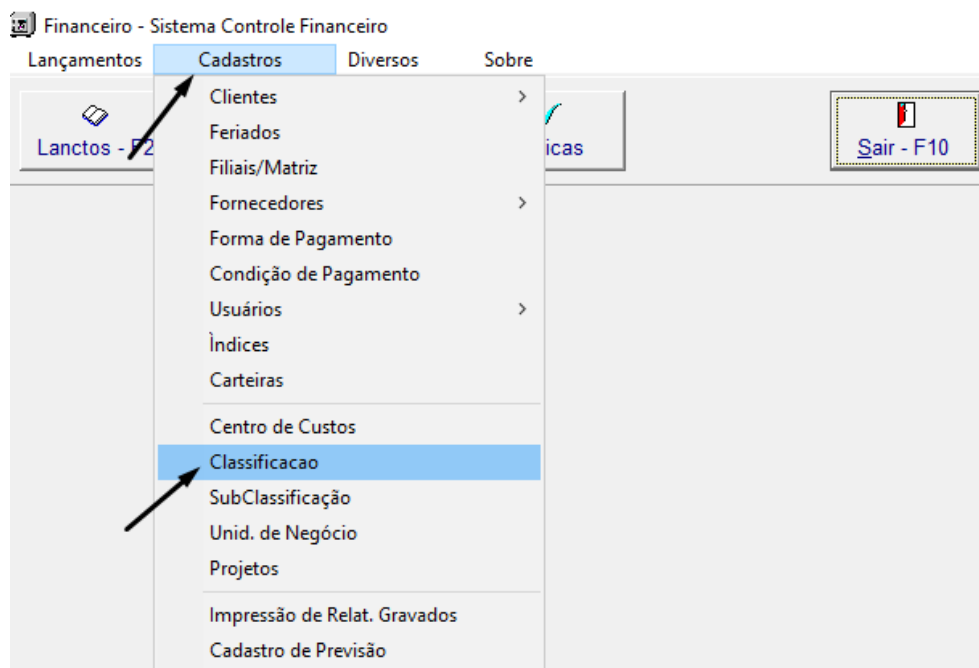 Financeiro - Sistema Controle Financeiro
Lançamentos Cadastros Diversos Sobre
Lanctos - F2 icas Sair - F10
Clientes
Feriados
Filiais/Matriz
Fornecedores
Forma de Pagamento
Condição de Pagamento
Usuários
Ìndices
Carteiras
Centro de Custos
Classificacao
SubClassificação
Unid. de Negócio
Projetos
Impressão de Relat. Gravados
Cadastro de Previsão